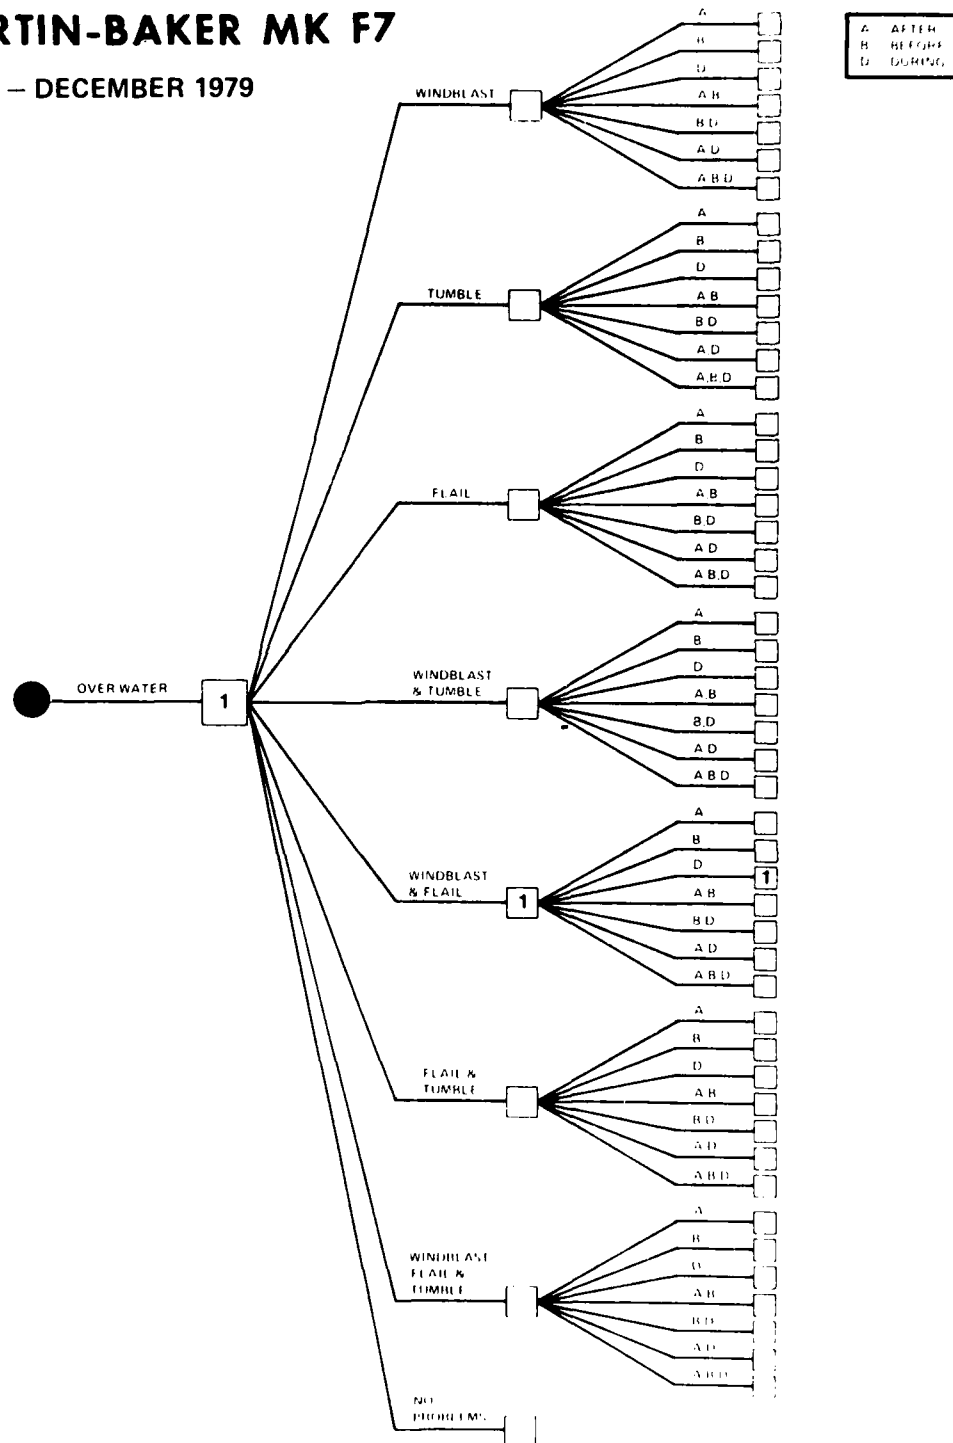 RTIN-BAKER MK F7
– DECEMBER 1979
A AFTER
B BEFORE
D DURING
WINDBLAST
A
B
D
A B
B D
A D
A B D
TUMBLE
A
B
D
A B
B D
A D
A,B,D
FLAIL
A
B
D
A B
B,D
A D
A B,D
OVER WATER
1
WINDBLAST
& TUMBLE
A
B
D
A,B
B,D
A D
A B D
WINDBLAST
& FLAIL
1
A
B
D
1
A B
B D
A D
A B D
FLAIL &
TUMBLE
A
B
D
A B
B D
A D
A B D
WINDBLAST
FLAIL &
TUMBLE
A
B
D
A B
B D
A D
A B D
NO
PROBLEMS